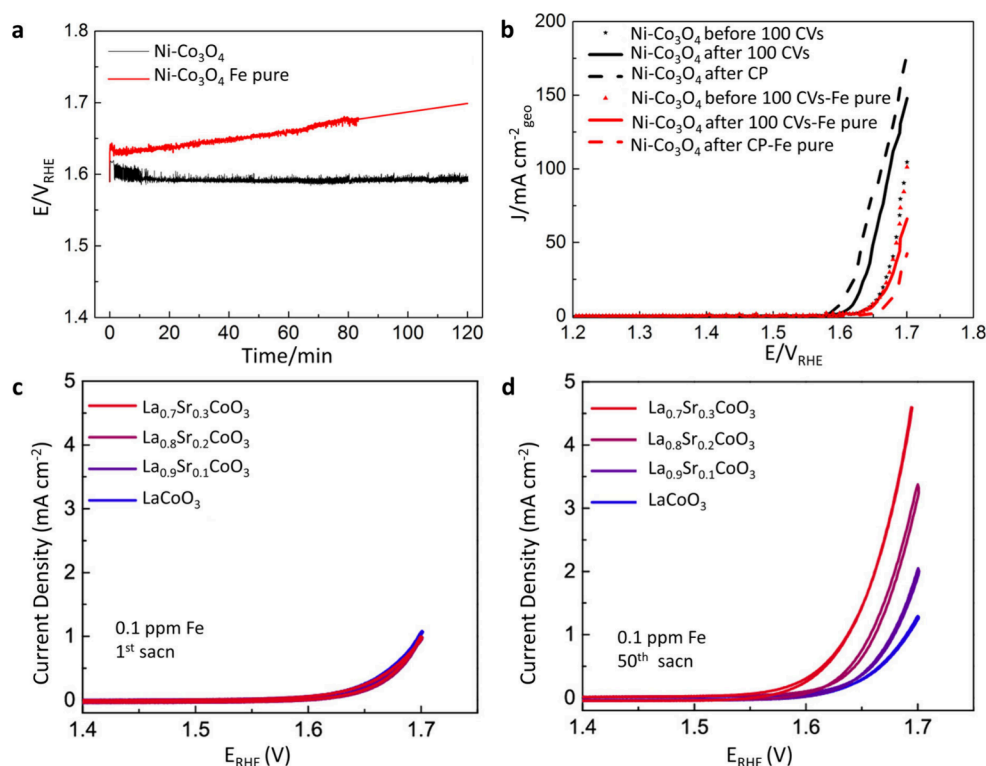 a
Ni-Co₃O₄
Ni-Co₃O₄ Fe pure
E/V_RHE
1.8
1.7
1.6
1.5
1.4
0 20 40 60 80 100 120
Time/min
b
Ni-Co₃O₄ before 100 CVs
Ni-Co₃O₄ after 100 CVs
Ni-Co₃O₄ after CP
Ni-Co₃O₄ before 100 CVs-Fe pure
Ni-Co₃O₄ after 100 CVs-Fe pure
Ni-Co₃O₄ after CP-Fe pure
J/mA cm⁻² geo
200
150
100
50
0
1.2 1.3 1.4 1.5 1.6 1.7 1.8
E/V_RHE
c
La₀.₇Sr₀.₃CoO₃
La₀.₈Sr₀.₂CoO₃
La₀.₉Sr₀.₁CoO₃
LaCoO₃
0.1 ppm Fe
1ˢᵗ sacn
Current Density (mA cm⁻²)
5
4
3
2
1
0
1.4 1.5 1.6 1.7
E_RHE (V)
d
La₀.₇Sr₀.₃CoO₃
La₀.₈Sr₀.₂CoO₃
La₀.₉Sr₀.₁CoO₃
LaCoO₃
0.1 ppm Fe
50ᵗʰ sacn
Current Density (mA cm⁻²)
5
4
3
2
1
0
1.4 1.5 1.6 1.7
E_RHE (V)